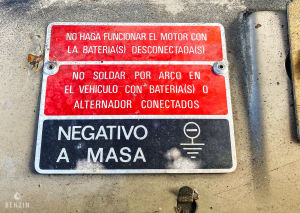 NO HAGA FUNCIONAR EL MOTOR CON
LA BATERIA(S) DESCONECTADA(S)
NO SOLDAR POR ARCO EN
EL VEHICULO CON BATERIA(S) O
ALTERNADOR CONECTADOS
NEGATIVO
A MASA
BENZIN